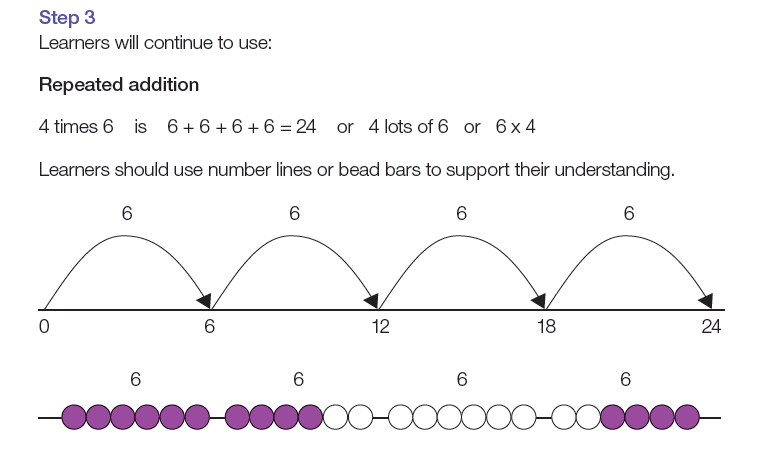 Step 3
Learners will continue to use:
Repeated addition
4 times 6 is 6 + 6 + 6 + 6 = 24 or 4 lots of 6 or 6 x 4
Learners should use number lines or bead bars to support their understanding.
6 6 6 6
0 6 12 18 24
6 6 6 6